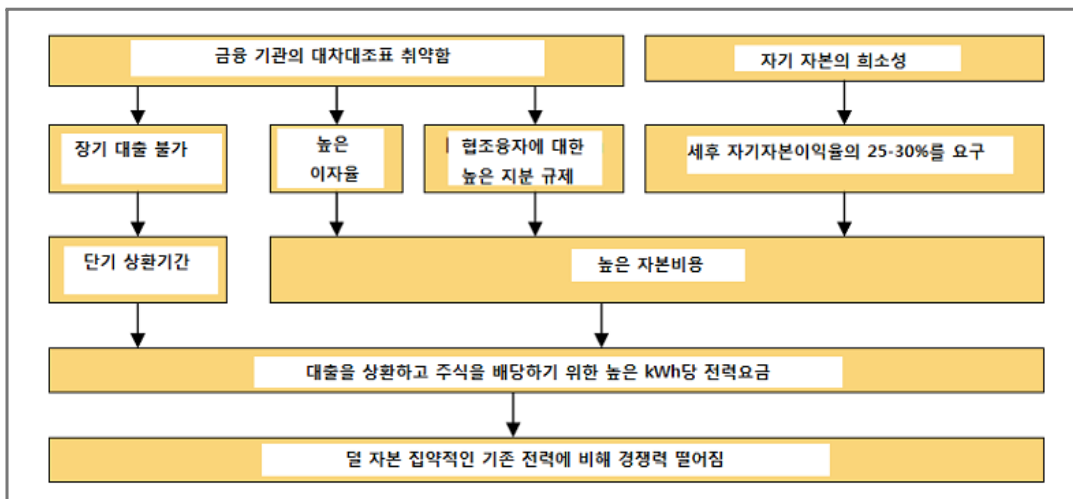 금융 기관의 대차대조표 취약함
자기 자본의 희소성
장기 대출 불가
높은
이자율
협조융자에 대한
높은 지분 규제
세후 자기자본이익율의 25-30%를 요구
단기 상환기간
높은 자본비용
대출을 상환하고 주식을 배당하기 위한 높은 kWh당 전력요금
덜 자본 집약적인 기존 전력에 비해 경쟁력 떨어짐